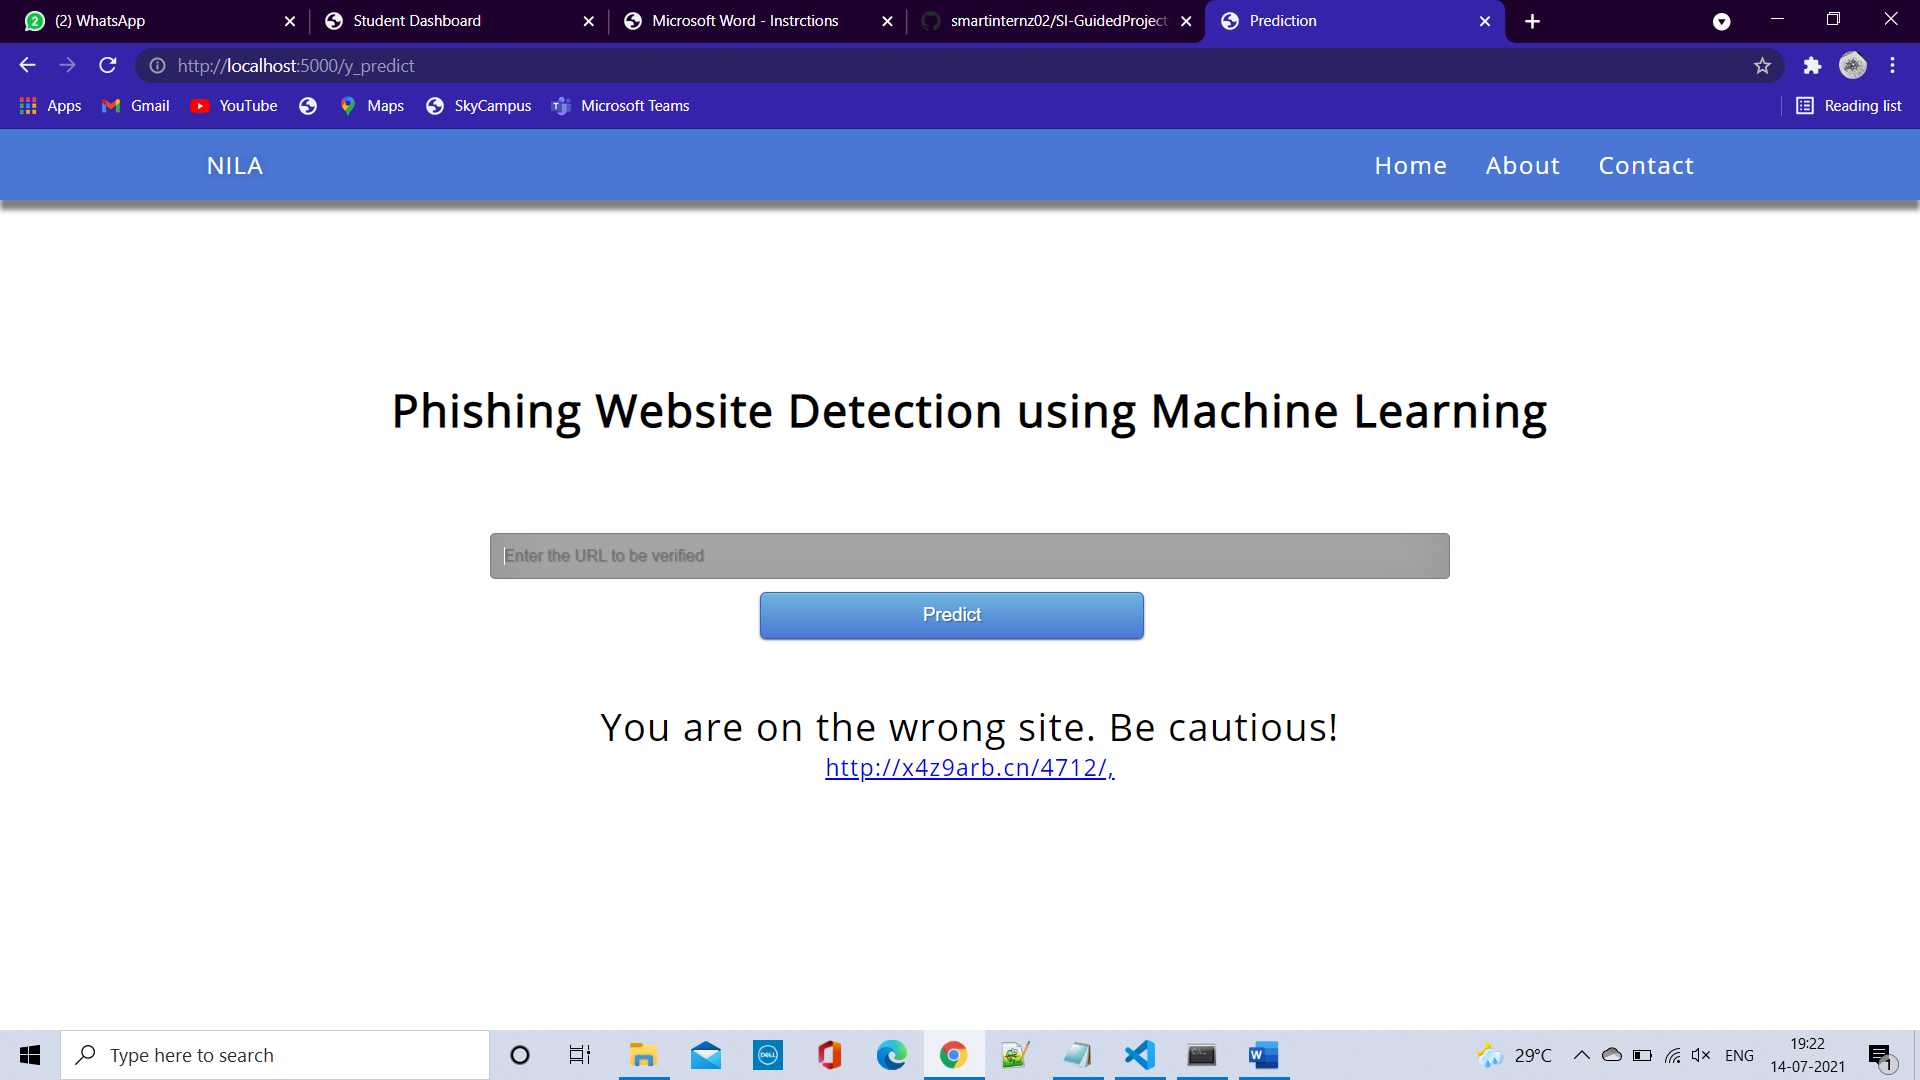 (2) WhatsApp
Student Dashboard
Microsoft Word - Instrctions
smartinternz02/SI-GuidedProject
Prediction
http://localhost:5000/y_predict
Apps
Gmail
YouTube
Maps
SkyCampus
Microsoft Teams
Reading list
NILA
Home
About
Contact
Phishing Website Detection using Machine Learning
Enter the URL to be verified
Predict
You are on the wrong site. Be cautious!
http://x4z9arb.cn/4712/,
Type here to search
DELL
29°C
ENG
19:22
14-07-2021
1